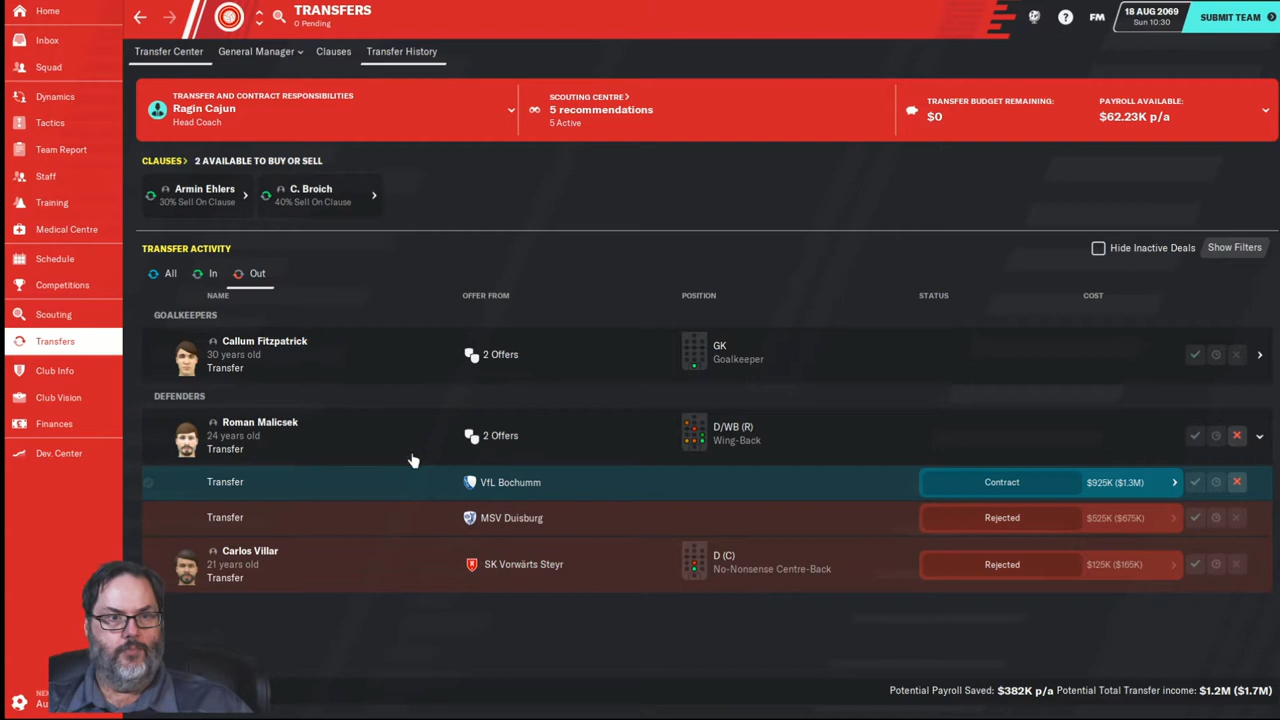 Home
TRANSFERS
0 Pending
FM
18 AUG 2069
Sun 10:30
SUBMIT TEAM
Inbox
Squad
Dynamics
Tactics
Team Report
Staff
Training
Medical Centre
Schedule
Competitions
Scouting
Transfers
Club Info
Club Vision
Finances
Dev. Center
Transfer Center
General Manager
Clauses
Transfer History
TRANSFER AND CONTRACT RESPONSIBILITIES
Ragin Cajun
Head Coach
SCOUTING CENTRE>
5 recommendations
5 Active
TRANSFER BUDGET REMAINING:
$0
PAYROLL AVAILABLE:
$62.23K p/a
CLAUSES> 2 AVAILABLE TO BUY OR SELL
Armin Ehlers
30% Sell On Clause
C. Broich
40% Sell On Clause
TRANSFER ACTIVITY
Hide Inactive Deals
Show Filters
All In Out
NAME OFFER FROM POSITION STATUS COST
GOALKEEPERS
Callum Fitzpatrick
30 years old
Transfer
2 Offers
GK
Goalkeeper
DEFENDERS
Roman Malicsek
24 years old
Transfer
2 Offers
D/WB (R)
Wing-Back
Transfer VfL Bochumm Contract $925K ($1.3M)
Transfer MSV Duisburg Rejected $525K ($675K)
Carlos Villar
21 years old
Transfer
SK Vorwärts Steyr
D (C)
No-Nonsense Centre-Back
Rejected $125K ($165K)
Potential Payroll Saved: $382K p/a Potential Total Transfer income: $1.2M ($1.7M)